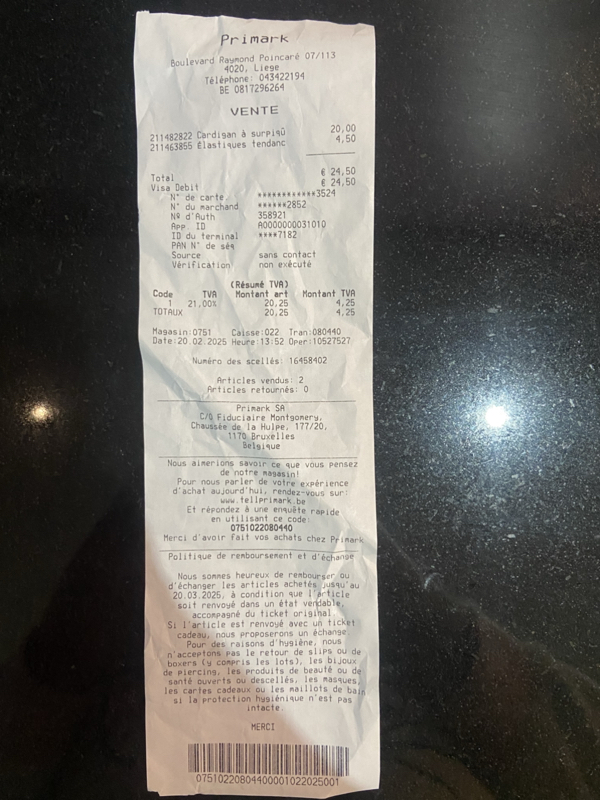 Primark
Boulevard Raymond Poincaré 07/113
4020, Liege
Téléphone: 043422194
BE 0817296264
VENTE
211482822 Cardigan à surpiqû 20,00
211463855 Élastiques tendanc 4,50
Total € 24,50
Visa Debit € 24,50
N° de carte ************3524
N° du marchand ******2852
Nº d'Auth 358921
App. ID A0000000031010
ID du terminal ****7182
PAN N° de séq
Source sans contact
Vérification non exécuté
(Résumé TVA)
Code TVA Montant art Montant TVA
1 21,00% 20,25 4,25
TOTAUX 20,25 4,25
Magasin:0751 Caisse:022 Tran:080440
Date:20.02.2025 Heure:13:52 Oper:10527527
Numéro des scellés: 16458402
Articles vendus: 2
Articles retournés: 0
Primark SA
C/O Fiduciaire Montgomery,
Chaussée de la Hulpe, 177/20,
1170 Bruxelles
Belgique
Nous aimerions savoir ce que vous pensez
de notre magasin!
Pour nous parler de votre expérience
d'achat aujourd'hui, rendez-vous sur:
www.tellprimark.be
Et répondez à une enquête rapide
en utilisant ce code:
0751022080440
Merci d'avoir fait vos achats chez Primark
Politique de remboursement et d'échange
Nous sommes heureux de rembourser ou
d'échanger les articles achetés jusqu'au
20.03.2025, à condition que l'article
soit renvoyé dans un état vendable,
accompagné du ticket original.
Si l'article est renvoyé avec un ticket
cadeau, nous proposerons un échange
Pour des raisons d'hygiène, nous
n'acceptons pas le retour de slips ou de
boxers (y compris les lots), les bijoux
de piercing, les produits de beauté ou de
santé ouverts ou descellés, les masques,
les cartes cadeaux ou les maillots de bain
si la protection hygiénique n'est pas
intacte.
MERCI
07510220804400001022025001